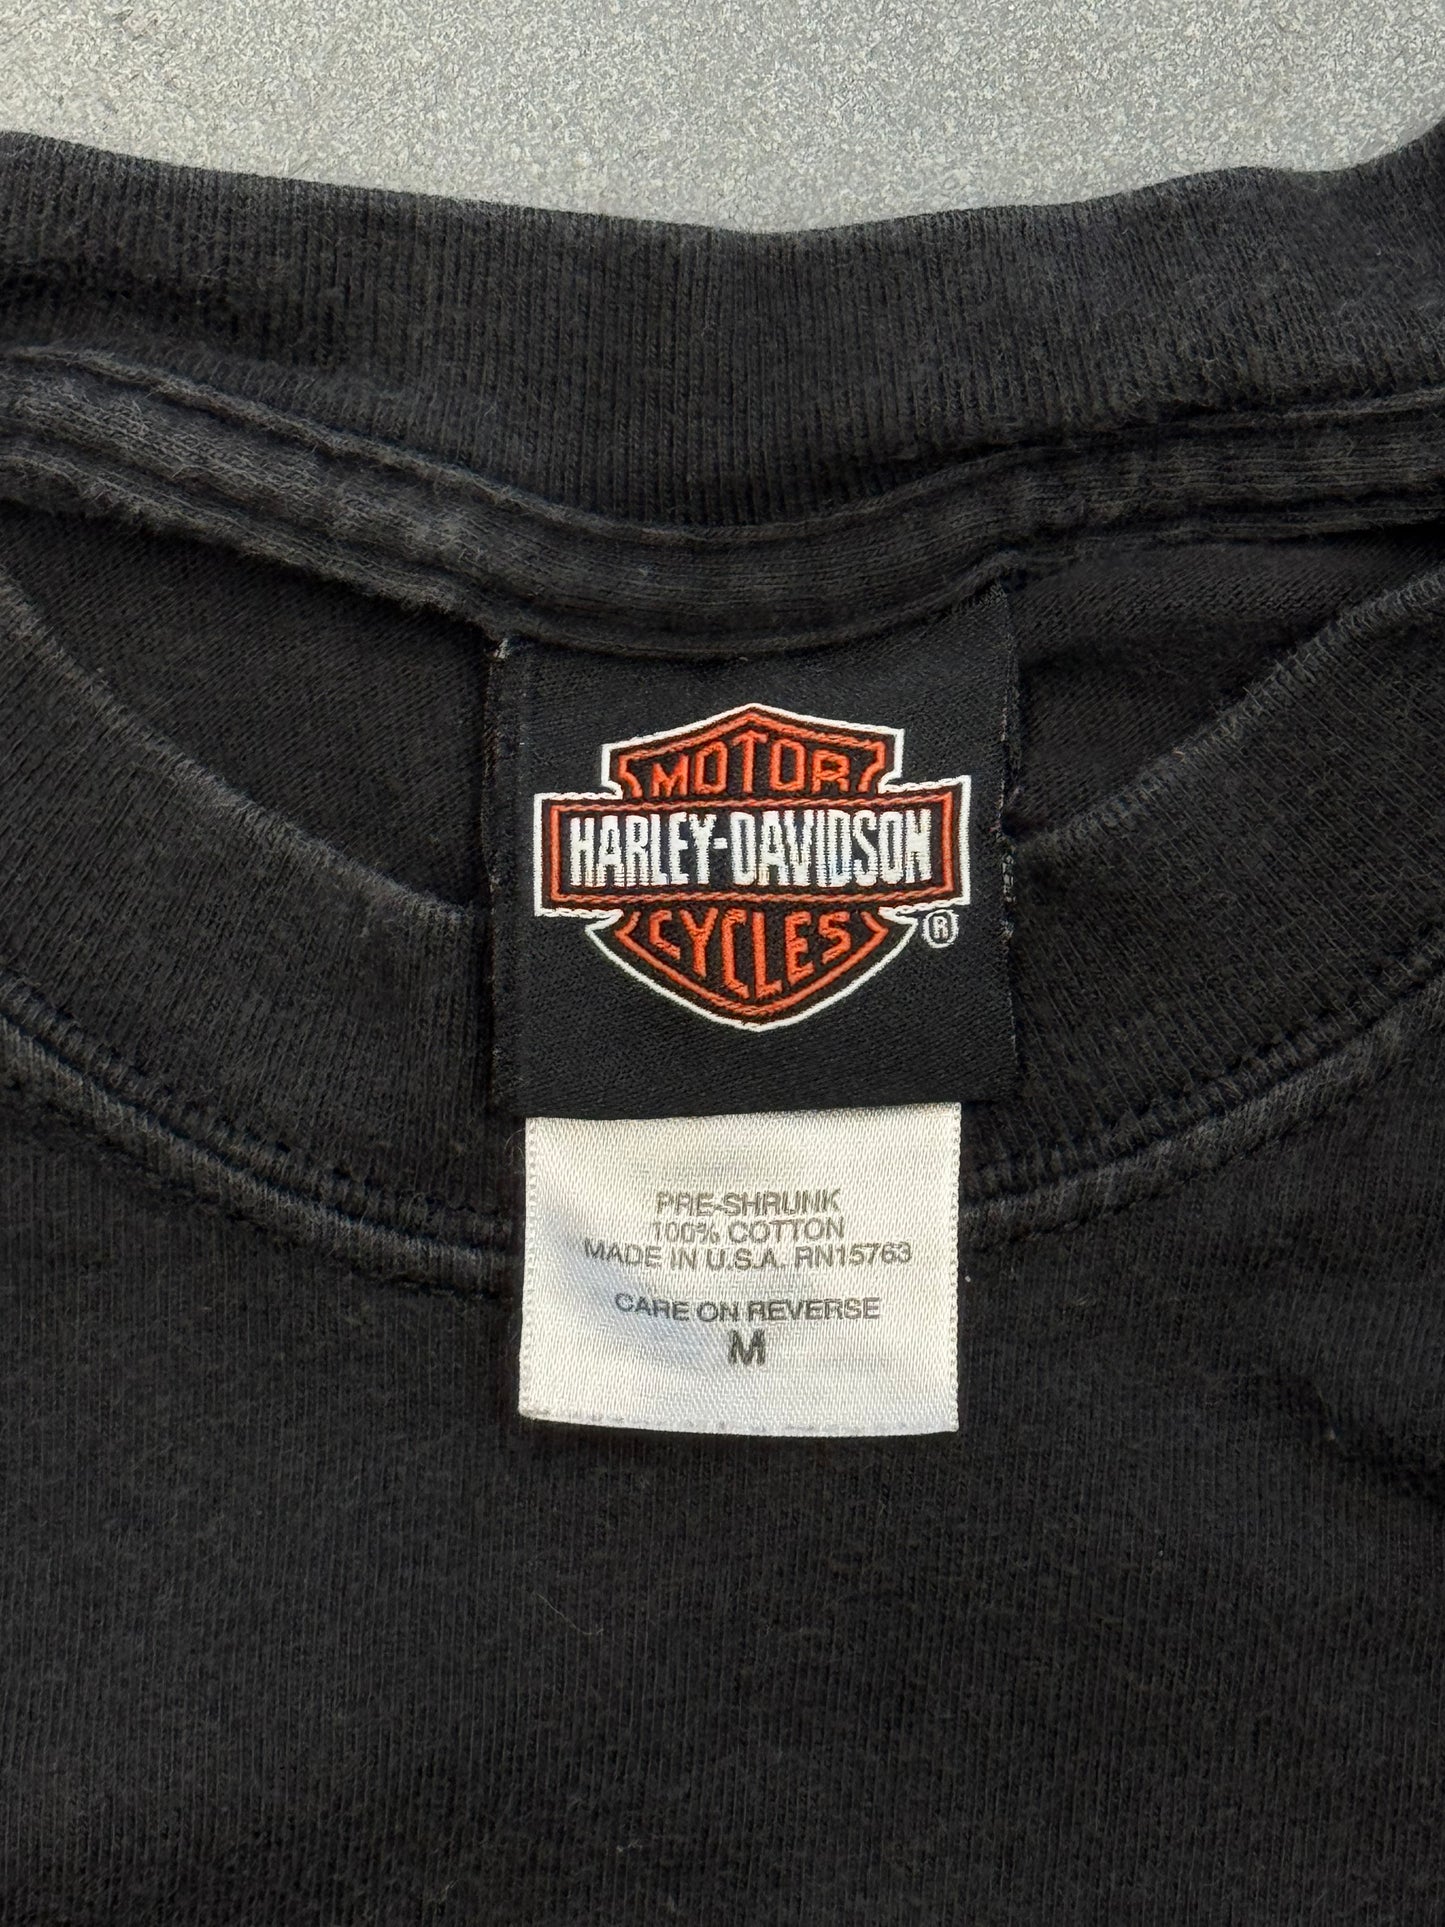 MOTOR
HARLEY-DAVIDSON
CYCLES
®
PRE-SHRUNK
100% COTTON
MADE IN U.S.A. RN15763
CARE ON REVERSE
M